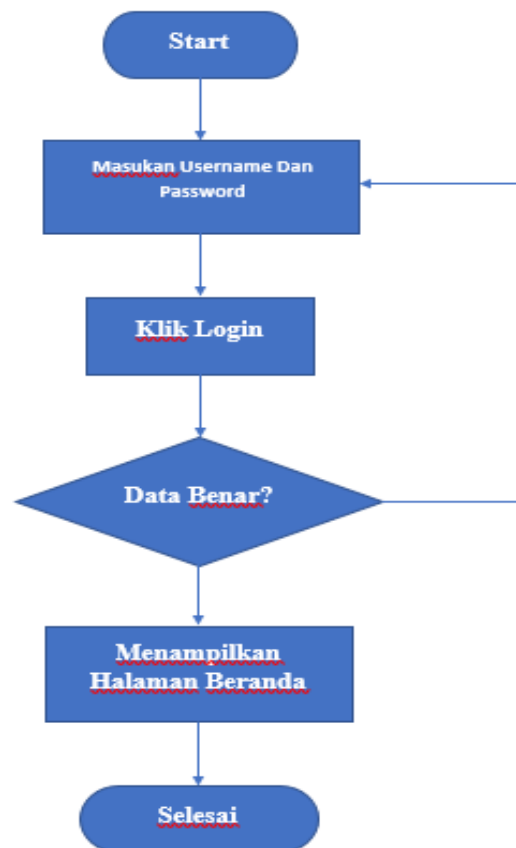 Start
Masukan Username Dan
Password
Klik Login
Data Benar?
Menampilkan
Halaman Beranda
Selesai